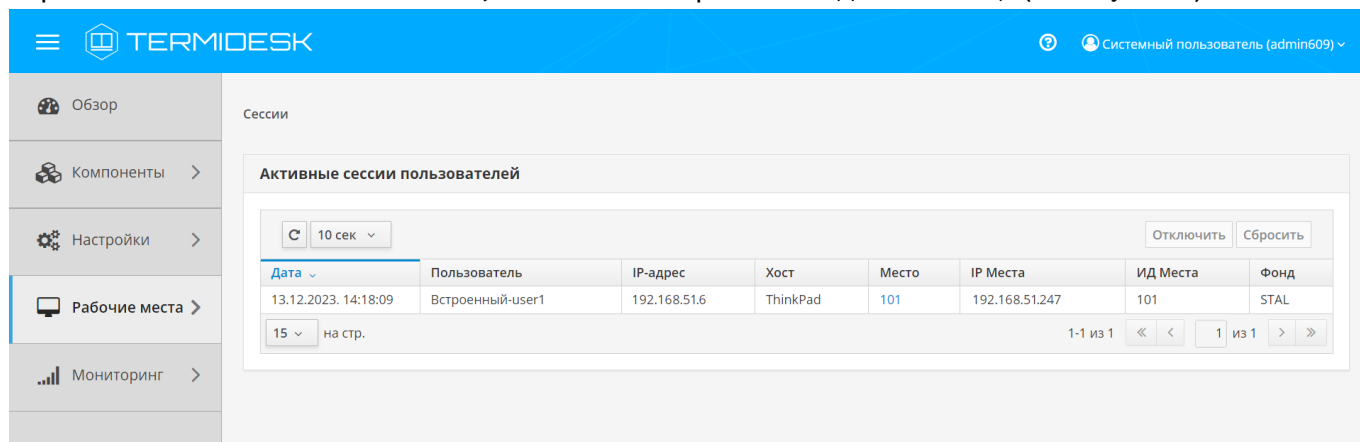 TERMIDESK
Системный пользователь (admin609)
Обзор
Компоненты
Настройки
Рабочие места
Мониторинг
Сессии
Активные сессии пользователей
10 сек
Отключить Сбросить
Дата Пользователь IP-адрес Хост Место IP Места ИД Места Фонд
13.12.2023. 14:18:09 Встроенный-user1 192.168.51.6 ThinkPad 101 192.168.51.247 101 STAL
15 на стр. 1-1 из 1 « < 1 из 1 > »